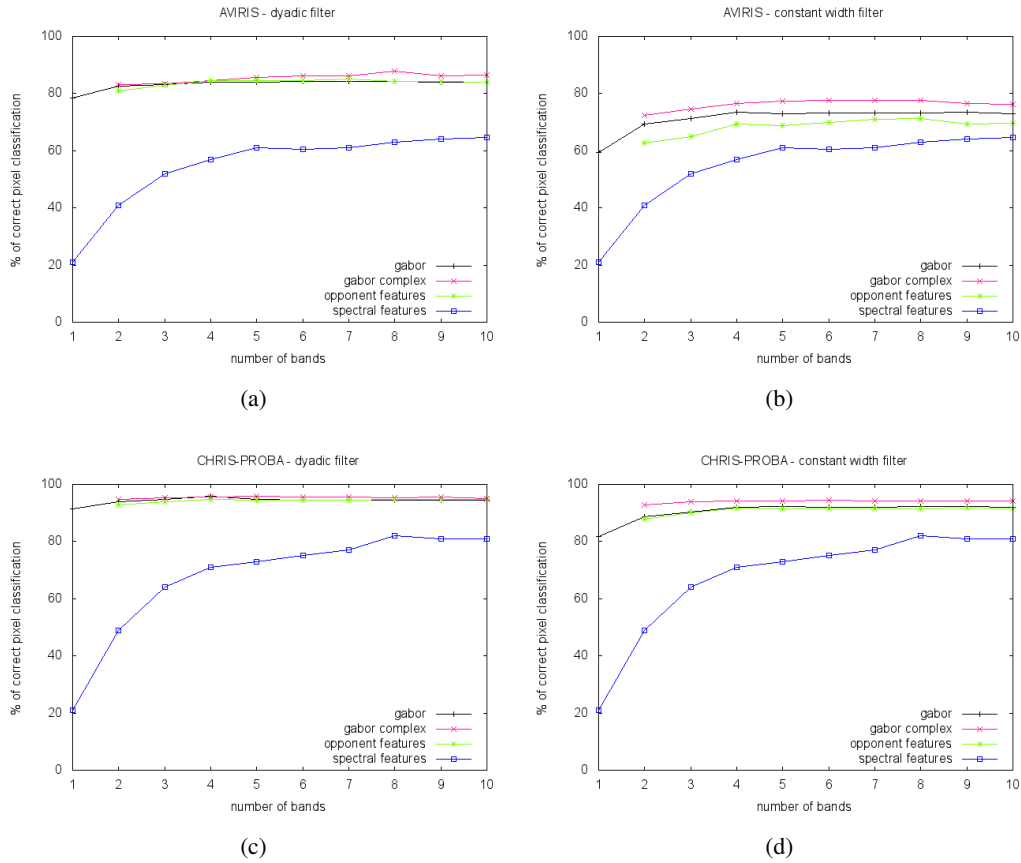 AVIRIS - dyadic filter
% of correct pixel classification
100
80
60
40
20
0
gabor
gabor complex
opponent features
spectral features
1 2 3 4 5 6 7 8 9 10
number of bands
(a)
AVIRIS - constant width filter
% of correct pixel classification
100
80
60
40
20
0
gabor
gabor complex
opponent features
spectral features
1 2 3 4 5 6 7 8 9 10
number of bands
(b)
CHRIS-PROBA - dyadic filter
% of correct pixel classification
100
80
60
40
20
0
gabor
gabor complex
opponent features
spectral features
1 2 3 4 5 6 7 8 9 10
number of bands
(c)
CHRIS-PROBA - constant width filter
% of correct pixel classification
100
80
60
40
20
0
gabor
gabor complex
opponent features
spectral features
1 2 3 4 5 6 7 8 9 10
number of bands
(d)